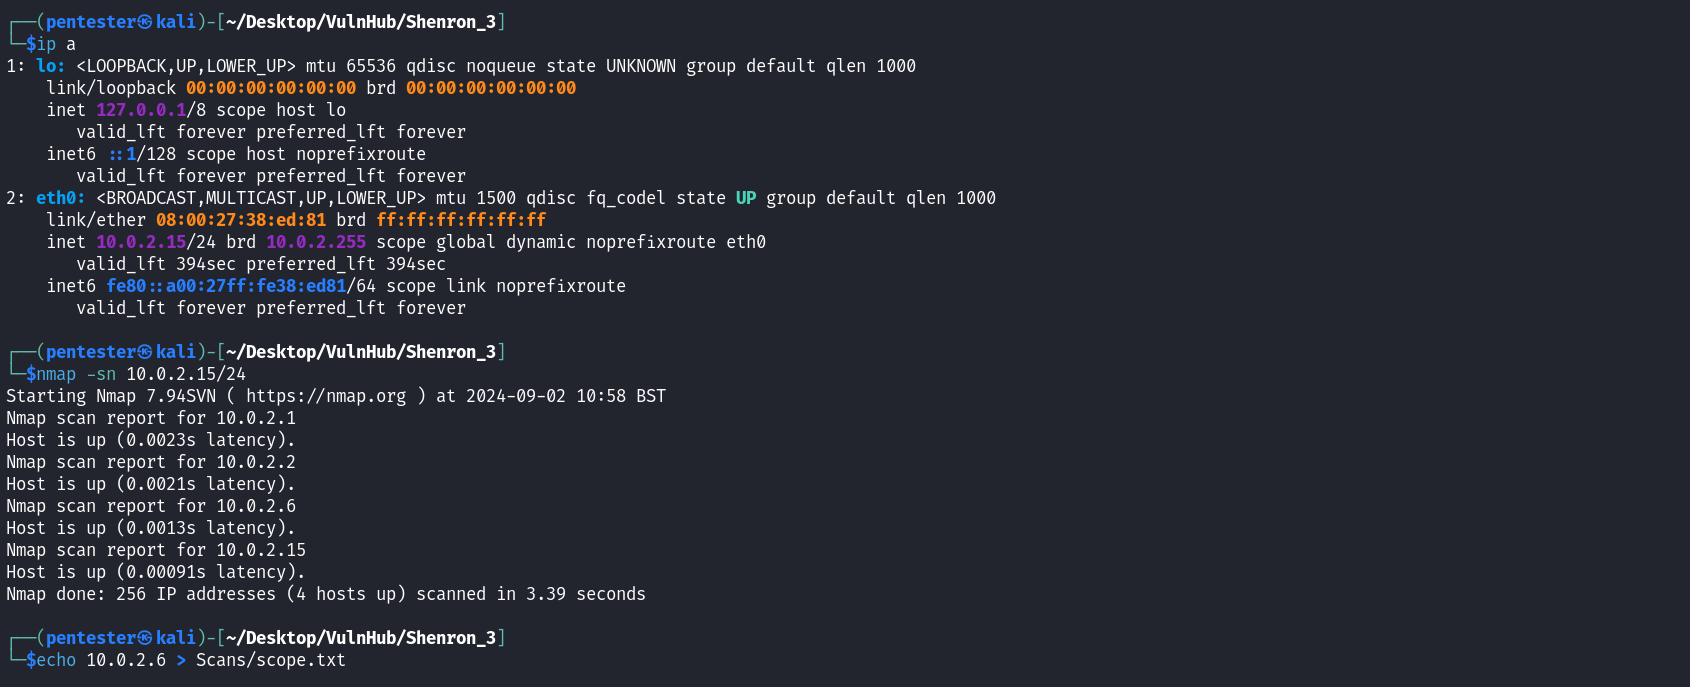 ┌──(pentester㉿kali)-[~/Desktop/VulnHub/Shenron_3]
└─$ip a
1: lo: <LOOPBACK,UP,LOWER_UP> mtu 65536 qdisc noqueue state UNKNOWN group default qlen 1000
    link/loopback 00:00:00:00:00:00 brd 00:00:00:00:00:00
    inet 127.0.0.1/8 scope host lo
       valid_lft forever preferred_lft forever
    inet6 ::1/128 scope host noprefixroute
       valid_lft forever preferred_lft forever
2: eth0: <BROADCAST,MULTICAST,UP,LOWER_UP> mtu 1500 qdisc fq_codel state UP group default qlen 1000
    link/ether 08:00:27:38:ed:81 brd ff:ff:ff:ff:ff:ff
    inet 10.0.2.15/24 brd 10.0.2.255 scope global dynamic noprefixroute eth0
       valid_lft 394sec preferred_lft 394sec
    inet6 fe80::a00:27ff:fe38:ed81/64 scope link noprefixroute
       valid_lft forever preferred_lft forever

┌──(pentester㉿kali)-[~/Desktop/VulnHub/Shenron_3]
└─$nmap -sn 10.0.2.15/24
Starting Nmap 7.94SVN ( https://nmap.org ) at 2024-09-02 10:58 BST
Nmap scan report for 10.0.2.1
Host is up (0.0023s latency).
Nmap scan report for 10.0.2.2
Host is up (0.0021s latency).
Nmap scan report for 10.0.2.6
Host is up (0.0013s latency).
Nmap scan report for 10.0.2.15
Host is up (0.00091s latency).
Nmap done: 256 IP addresses (4 hosts up) scanned in 3.39 seconds

┌──(pentester㉿kali)-[~/Desktop/VulnHub/Shenron_3]
└─$echo 10.0.2.6 > Scans/scope.txt